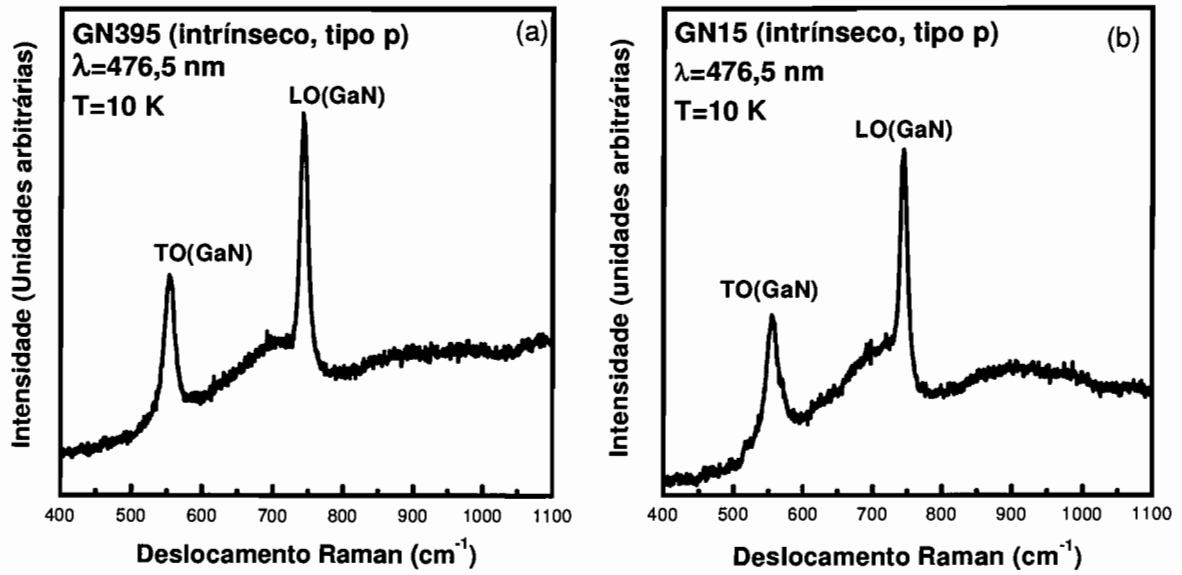 GN395 (intrínseco, tipo p)
(a)
λ=476,5 nm
T=10 K
LO(GaN)
TO(GaN)
Intensidade (Unidades arbitrárias)
400 500 600 700 800 900 1000 1100
Deslocamento Raman (cm⁻¹)
GN15 (intrínseco, tipo p)
(b)
λ=476,5 nm
T=10 K
LO(GaN)
TO(GaN)
Intensidade (unidades arbitrárias)
400 500 600 700 800 900 1000 1100
Deslocamento Raman (cm⁻¹)